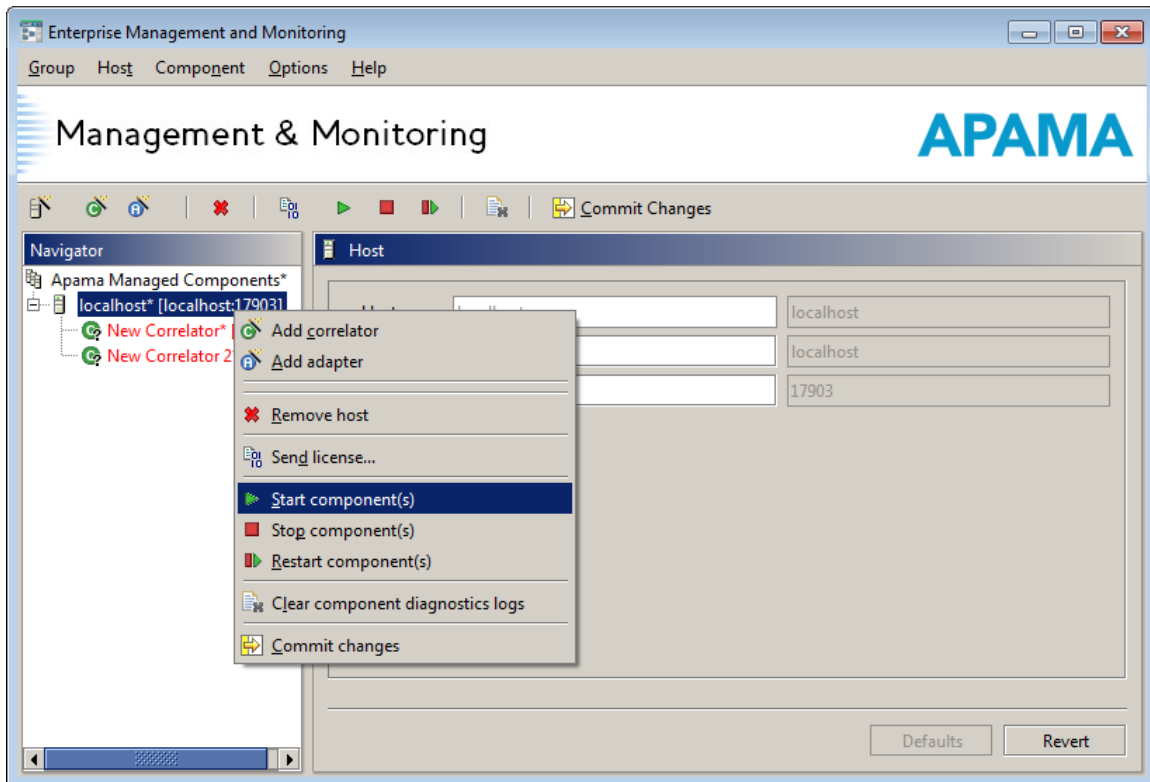 Enterprise Management and Monitoring
Group Host Component Options Help
Management & Monitoring
APAMA
Commit Changes
Navigator
Host
Apama Managed Components*
localhost* [localhost:17903]
New Correlator* [
New Correlator 2
localhost
localhost
17903
Add correlator
Add adapter
Remove host
Send license...
Start component(s)
Stop component(s)
Restart component(s)
Clear component diagnostics logs
Commit changes
Defaults Revert